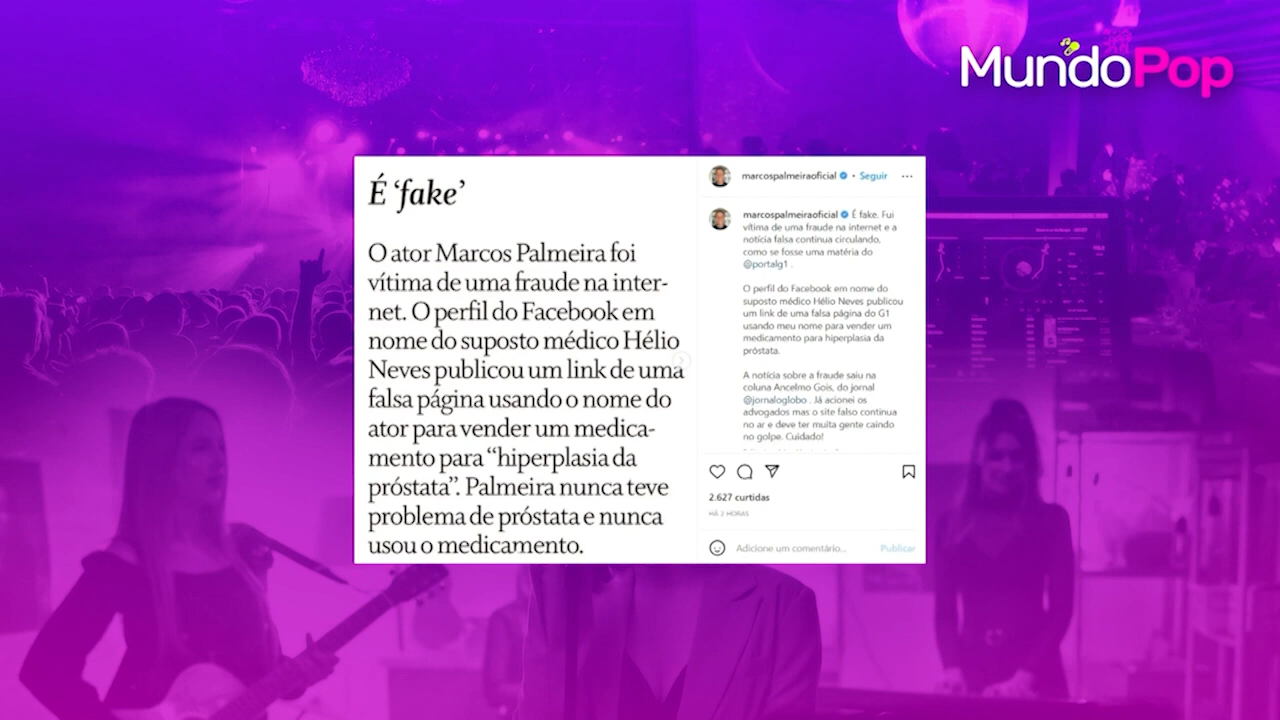 MundoPop
É ‘fake’
O ator Marcos Palmeira foi
vítima de uma fraude na inter-
net. O perfil do Facebook em
nome do suposto médico Hélio
Neves publicou um link de uma
falsa página usando o nome do
ator para vender um medica-
mento para “hiperplasia da
próstata”. Palmeira nunca teve
problema de próstata e nunca
usou o medicamento.
marcospalmeiraoficial • Seguir ...
marcospalmeiraoficial É fake. Fui
vítima de uma fraude na internet e a
notícia falsa continua circulando,
como se fosse uma matéria do
@portalg1 .
O perfil do Facebook em nome do
suposto médico Hélio Neves publicou
um link de uma falsa página do G1
usando meu nome para vender um
medicamento para hiperplasia da
próstata.
A notícia sobre a fraude saiu na
coluna Ancelmo Gois, do jornal
@jornaloglobo . Já acionei os
advogados mas o site falso continua
no ar e deve ter muita gente caindo
no golpe. Cuidado!
2.627 curtidas
HÁ 2 HORAS
Adicione um comentário... Publicar